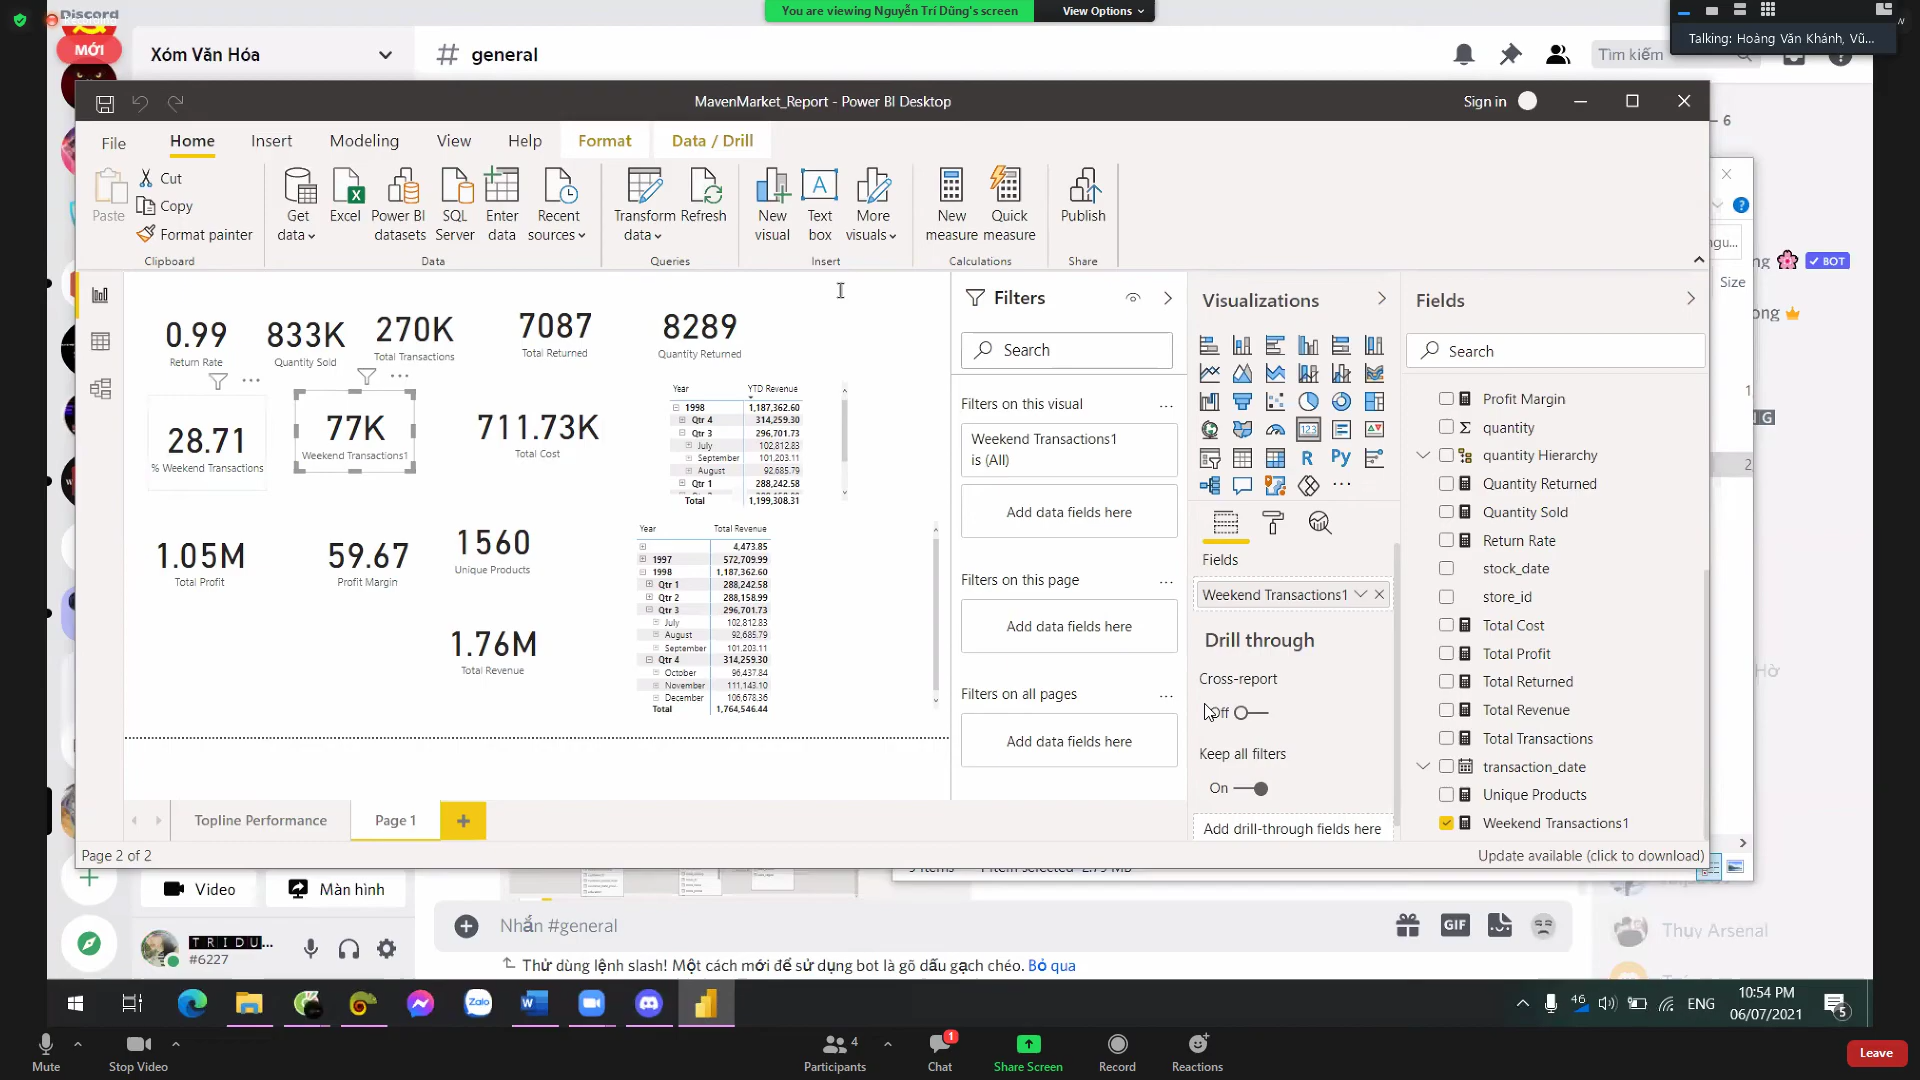 Discord
You are viewing Nguyễn Trí Dũng's screen
View Options
Talking: Hoàng Văn Khánh, Vũ...
MỚI
Xóm Văn Hóa
# general
Tìm kiếm
MavenMarket_Report - Power BI Desktop
Sign in
File
Home
Insert
Modeling
View
Help
Format
Data / Drill
Paste
Cut
Copy
Format painter
Clipboard
Get data
Excel
Power BI datasets
SQL Server
Enter data
Recent sources
Data
Transform data
Refresh
Queries
New visual
Text box
More visuals
Insert
New measure
Quick measure
Calculations
Publish
Share
BOT
Size
0.99
Return Rate
833K
Quantity Sold
270K
Total Transactions
7087
Total Returned
8289
Quantity Returned
28.71
% Weekend Transactions
77K
Weekend Transactions1
711.73K
Total Cost
Year YTD Revenue
1998 1,187,362.60
Qtr 4 314,259.30
Qtr 3 296,701.73
July 102,812.83
September 101,203.11
August 92,685.79
Qtr 1 288,242.58
Total 1,199,308.31
1.05M
Total Profit
59.67
Profit Margin
1560
Unique Products
1.76M
Total Revenue
Year Total Revenue
4,473.85
1997 572,709.99
1998 1,187,362.60
Qtr 1 288,242.58
Qtr 2 288,158.99
Qtr 3 296,701.73
July 102,812.83
August 92,685.79
September 101,203.11
Qtr 4 314,259.30
October 96,437.84
November 111,143.10
December 106,678.36
Total 1,764,546.44
Filters
Search
Filters on this visual
Weekend Transactions1
is (All)
Add data fields here
Filters on this page
Add data fields here
Filters on all pages
Add data fields here
Visualizations
123
R
Py
Fields
Weekend Transactions1
Drill through
Cross-report
Off
Keep all filters
On
Add drill-through fields here
Fields
Search
Profit Margin
quantity
quantity Hierarchy
Quantity Returned
Quantity Sold
Return Rate
stock_date
store_id
Total Cost
Total Profit
Total Returned
Total Revenue
Total Transactions
transaction_date
Unique Products
Weekend Transactions1
Topline Performance
Page 1
Page 2 of 2
Update available (click to download)
Video
Màn hình
TRIDU...
#6227
Nhắn #general
GIF
Thử dùng lệnh slash! Một cách mới để sử dụng bot là gõ dấu gạch chéo. Bỏ qua
Thuy Arsenal
Zalo
46
ENG
10:54 PM
06/07/2021
5
Mute
Stop Video
4
Participants
1
Chat
Share Screen
Record
Reactions
Leave